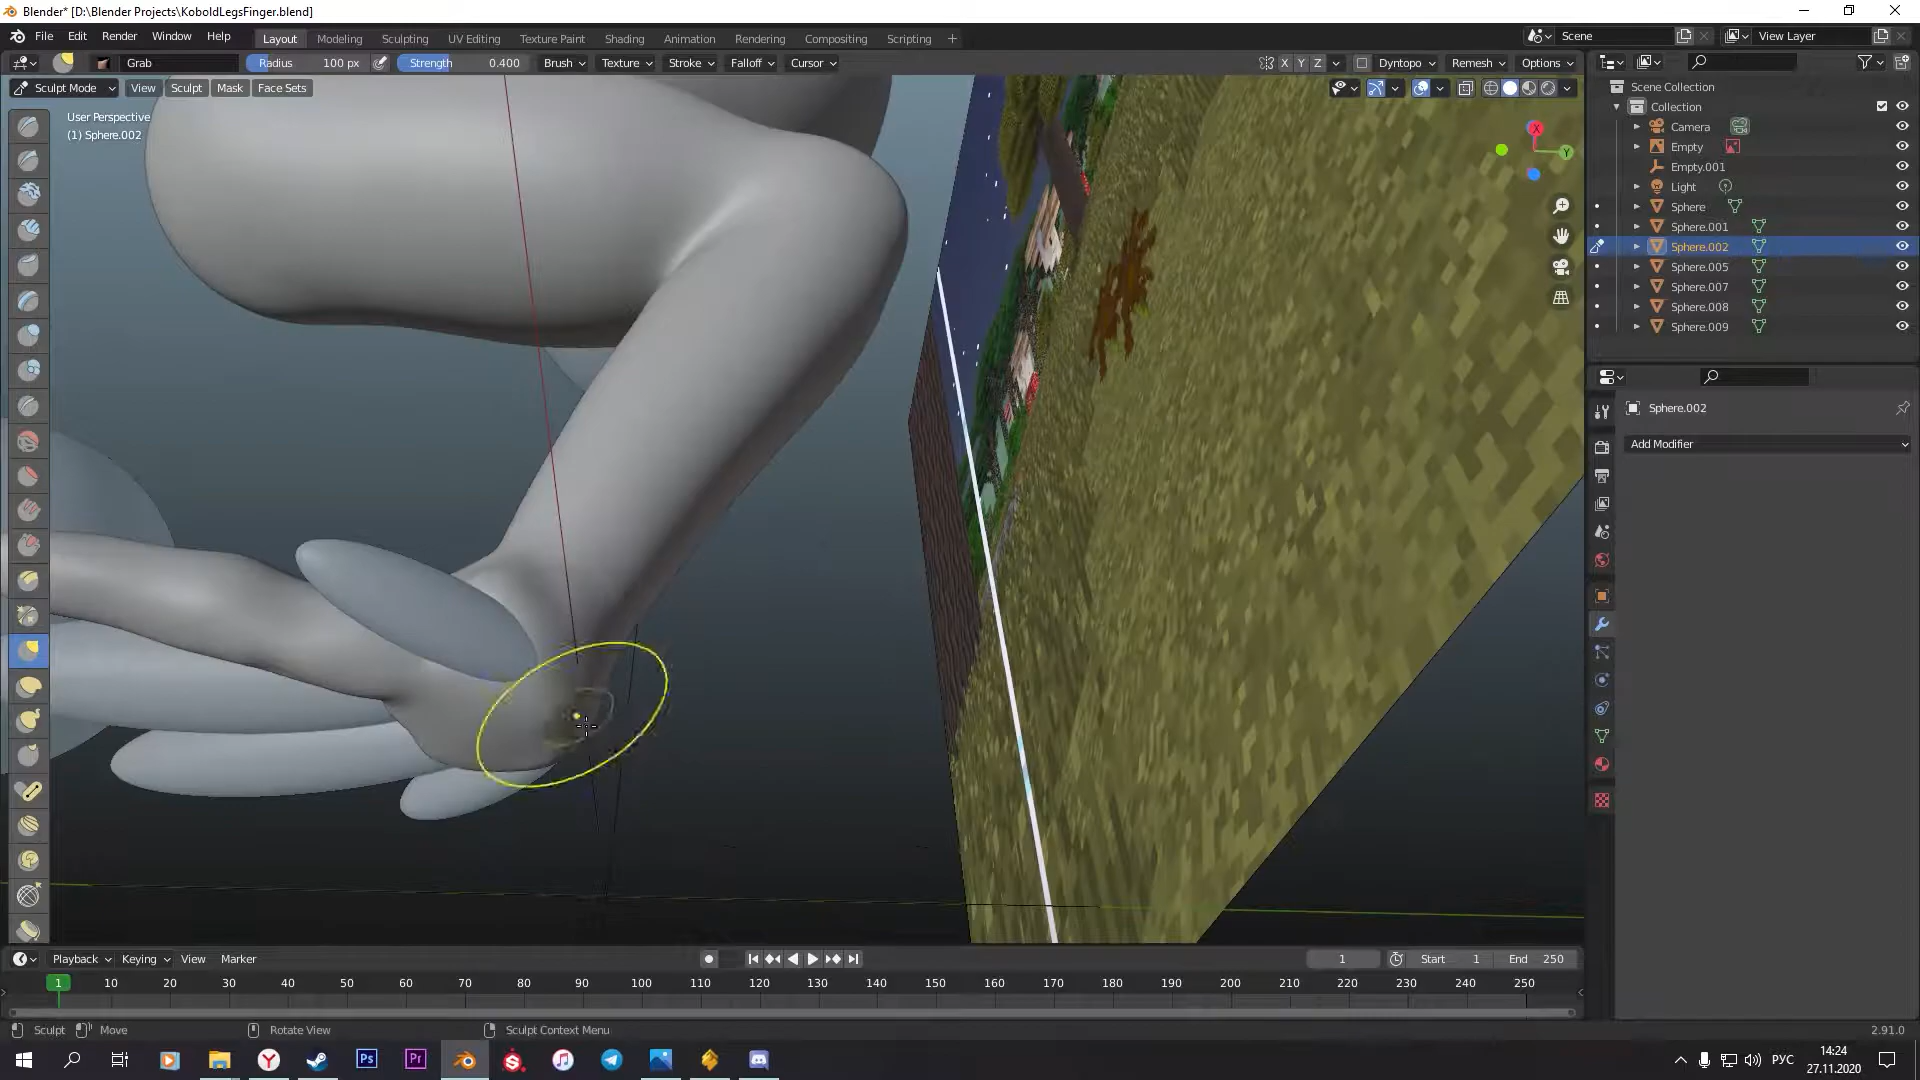 Blender* [D:\Blender Projects\KoboldLegsFinger.blend]
File Edit Render Window Help Layout Modeling Sculpting UV Editing Texture Paint Shading Animation Rendering Compositing Scripting + Scene View Layer
Grab Radius 100 px Strength 0.400 Brush Texture Stroke Falloff Cursor X Y Z Dyntopo Remesh Options
Sculpt Mode View Sculpt Mask Face Sets
User Perspective
(1) Sphere.002
X
Y
Scene Collection
Collection
Camera
Empty
Empty.001
Light
Sphere
Sphere.001
Sphere.002
Sphere.005
Sphere.007
Sphere.008
Sphere.009
Sphere.002
Add Modifier
Playback Keying View Marker 1 Start 1 End 250
1 10 20 30 40 50 60 70 80 90 100 110 120 130 140 150 160 170 180 190 200 210 220 230 240 250
Sculpt Move Rotate View Sculpt Context Menu 2.91.0
Ps Pr РУС
14:24
27.11.2020